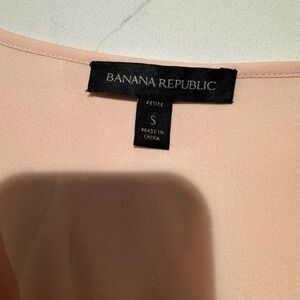 BANANA REPUBLIC
PETITE
S
MADE IN
CHINA